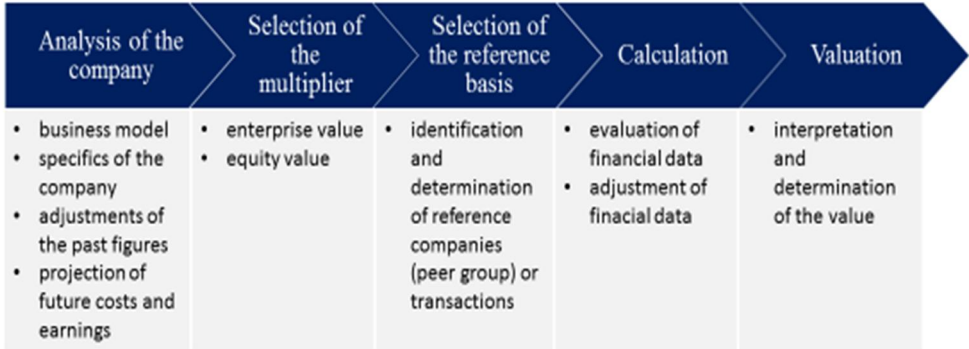 Analysis of the
company
Selection of
the
multiplier
Selection of
the reference
basis
Calculation
Valuation
• business model
• specifics of the
company
• adjustments of
the past figures
• projection of
future costs and
earnings
• enterprise value
• equity value
• identification
and
determination
of reference
companies
(peer group) or
transactions
• evaluation of
financial data
• adjustment of
finacial data
• interpretation
and
determination
of the value